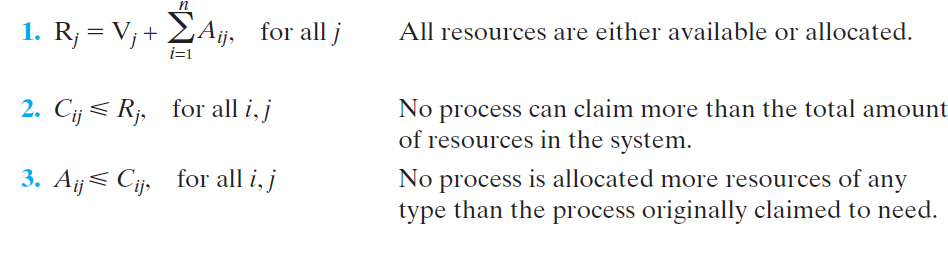 1. Rⱼ = Vⱼ + ∑ⁿᵢ₌₁ Aᵢⱼ, for all j All resources are either available or allocated.
2. Cᵢⱼ ⩽ Rⱼ, for all i, j No process can claim more than the total amount
of resources in the system.
3. Aᵢⱼ ⩽ Cᵢⱼ, for all i, j No process is allocated more resources of any
type than the process originally claimed to need.